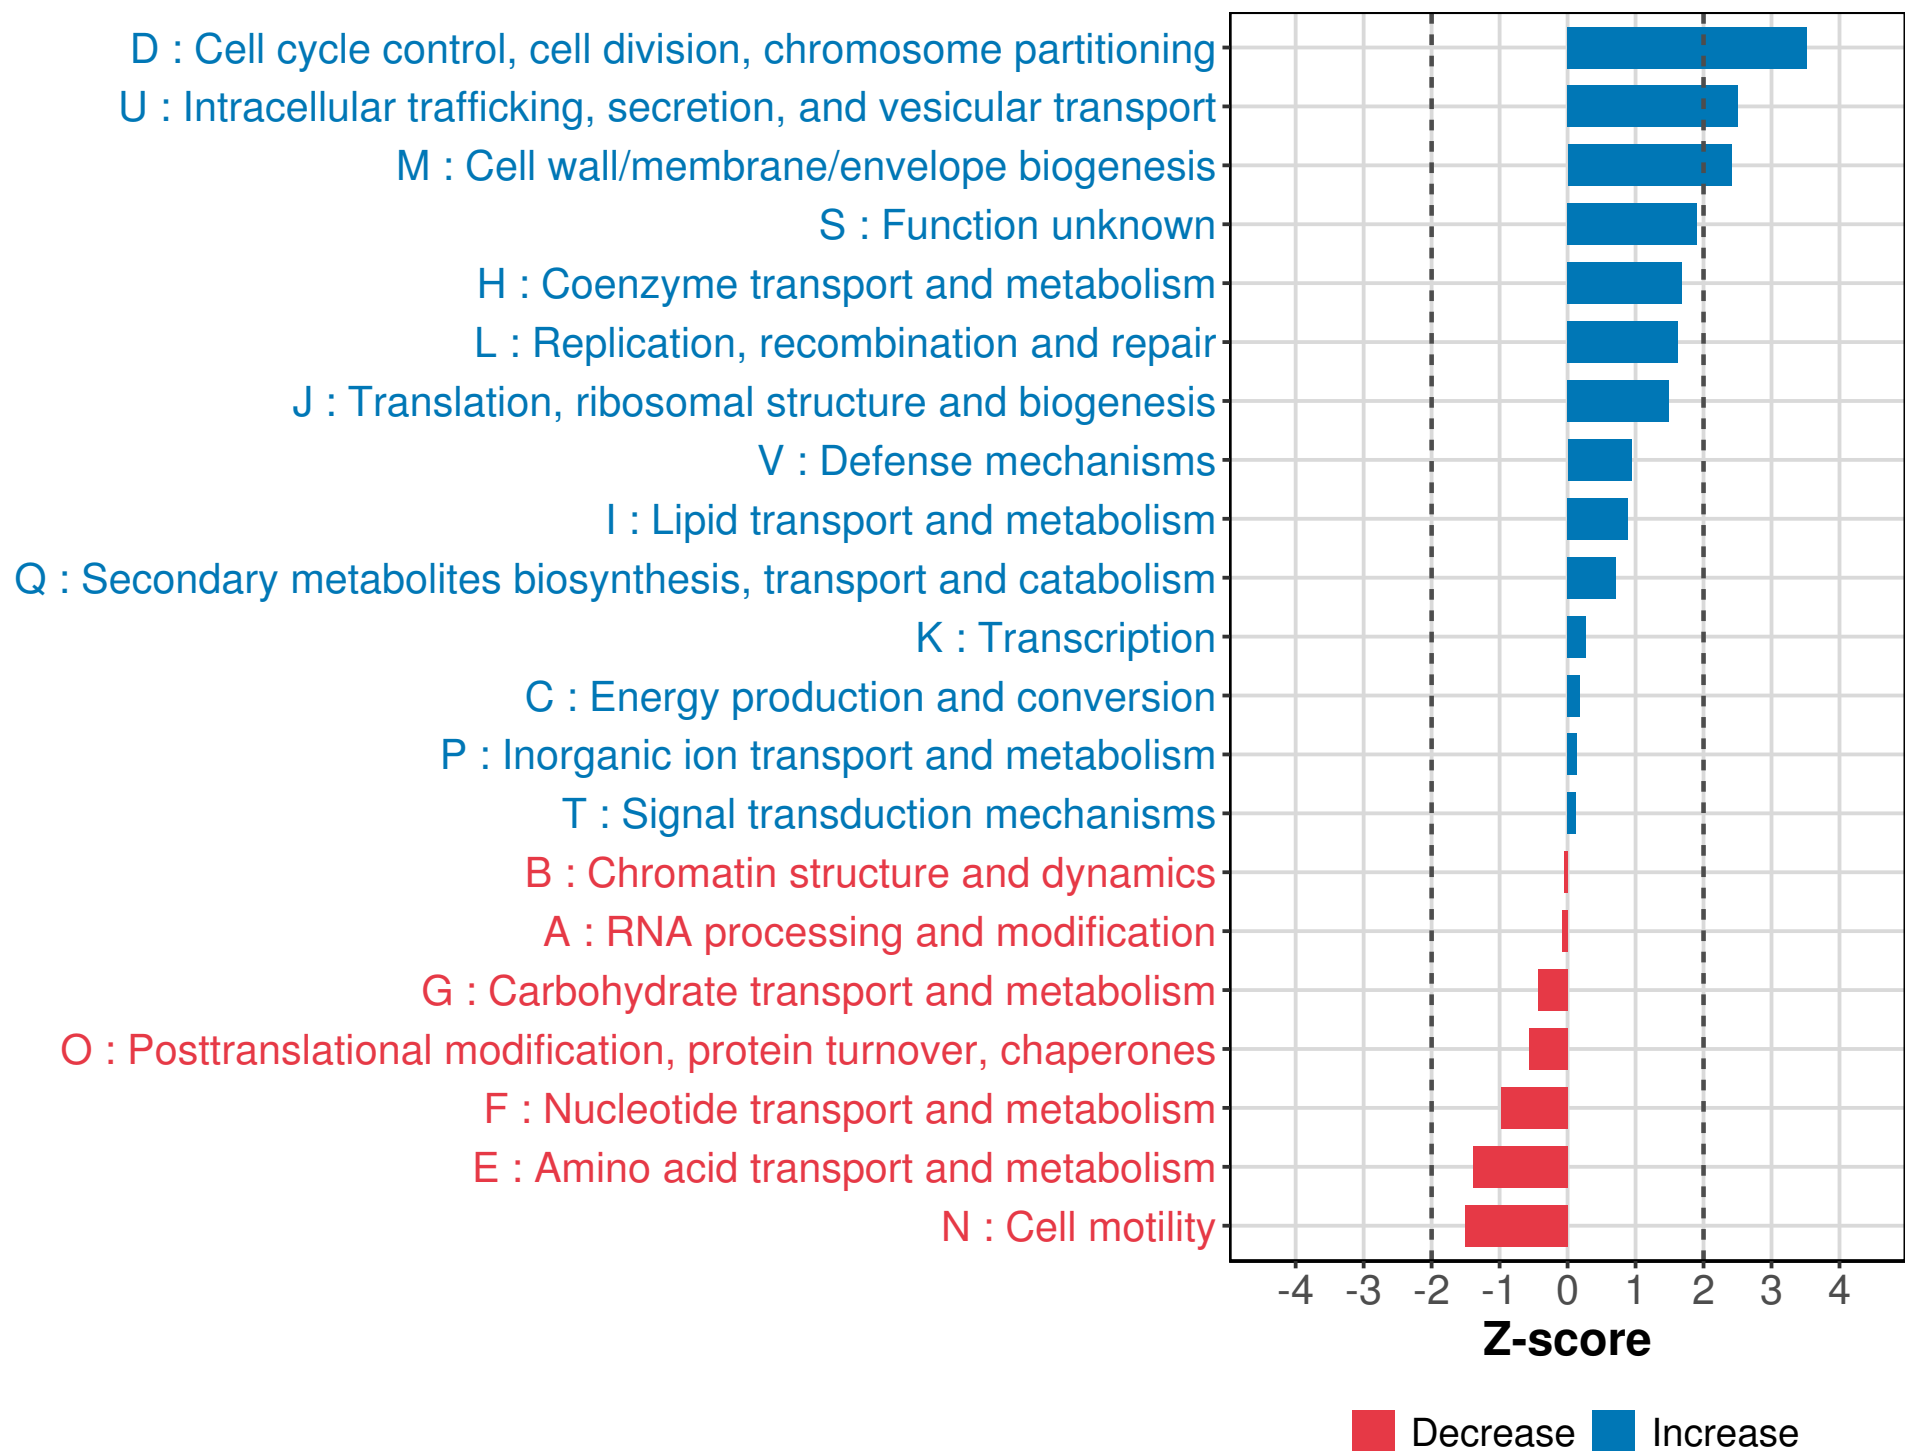 D : Cell cycle control, cell division, chromosome partitioning
U : Intracellular trafficking, secretion, and vesicular transport
M : Cell wall/membrane/envelope biogenesis
S : Function unknown
H : Coenzyme transport and metabolism
L : Replication, recombination and repair
J : Translation, ribosomal structure and biogenesis
V : Defense mechanisms
I : Lipid transport and metabolism
Q : Secondary metabolites biosynthesis, transport and catabolism
K : Transcription
C : Energy production and conversion
P : Inorganic ion transport and metabolism
T : Signal transduction mechanisms
B : Chromatin structure and dynamics
A : RNA processing and modification
G : Carbohydrate transport and metabolism
O : Posttranslational modification, protein turnover, chaperones
F : Nucleotide transport and metabolism
E : Amino acid transport and metabolism
N : Cell motility
-4 -3 -2 -1 0 1 2 3 4
Z-score
Decrease Increase